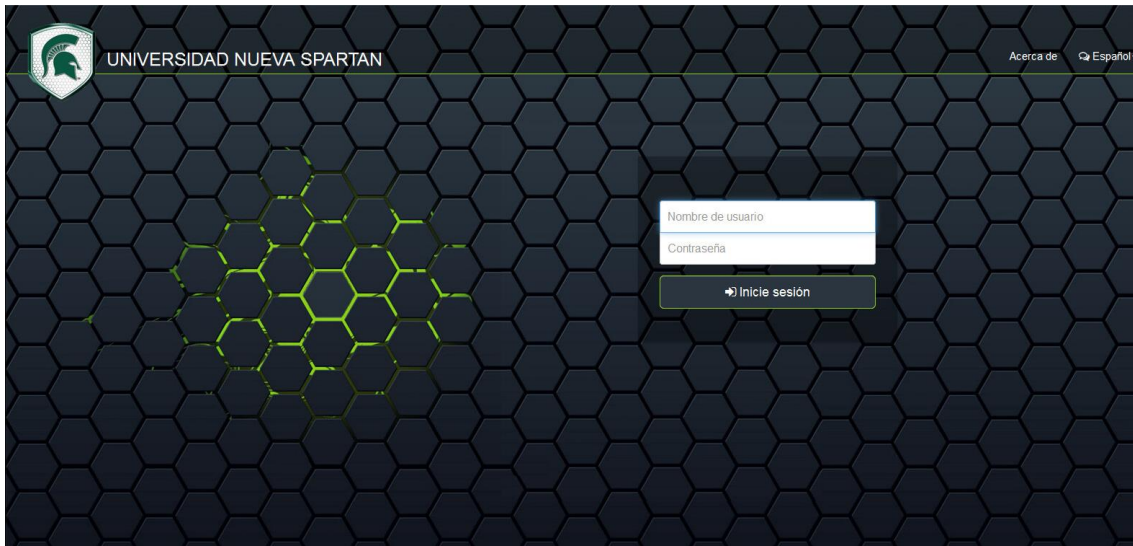 UNIVERSIDAD NUEVA SPARTAN
Acerca de Español
Nombre de usuario
Contraseña
Inicie sesión